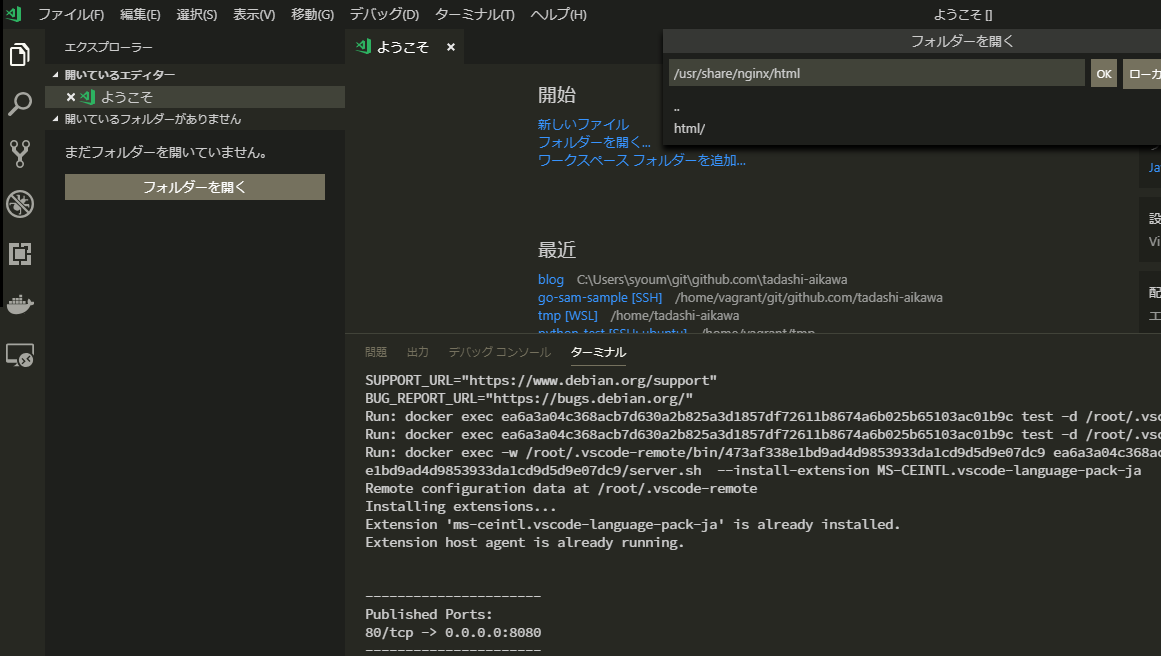 ファイル(F) 編集(E) 選択(S) 表示(V) 移動(G) デバッグ(D) ターミナル(T) ヘルプ(H) ようこそ []
エクスプローラー
開いているエディター
ようこそ
開いているフォルダーがありません
まだフォルダーを開いていません。
フォルダーを開く
ようこそ
フォルダーを開く
/usr/share/nginx/html
OK
ローカ
..
html/
開始
新しいファイル
フォルダーを開く...
ワークスペース フォルダーを追加...
最近
blog C:\Users\syoum\git\github.com\tadashi-aikawa
go-sam-sample [SSH] /home/vagrant/git/github.com/tadashi-aikawa
tmp [WSL] /home/tadashi-aikawa
python-test [SSH: ubuntu] /home/vagrant/tmp
Ja
設
Vi
配
エ
問題 出力 デバッグ コンソール ターミナル
SUPPORT_URL="https://www.debian.org/support"
BUG_REPORT_URL="https://bugs.debian.org/"
Run: docker exec ea6a3a04c368acb7d630a2b825a3d1857df72611b8674a6b025b65103ac01b9c test -d /root/.vsc
Run: docker exec ea6a3a04c368acb7d630a2b825a3d1857df72611b8674a6b025b65103ac01b9c test -d /root/.vsc
Run: docker exec -w /root/.vscode-remote/bin/473af338e1bd9ad4d9853933da1cd9d5d9e07dc9 ea6a3a04c368ac
e1bd9ad4d9853933da1cd9d5d9e07dc9/server.sh --install-extension MS-CEINTL.vscode-language-pack-ja
Remote configuration data at /root/.vscode-remote
Installing extensions...
Extension 'ms-ceintl.vscode-language-pack-ja' is already installed.
Extension host agent is already running.
----------------------
Published Ports:
80/tcp -> 0.0.0.0:8080
----------------------